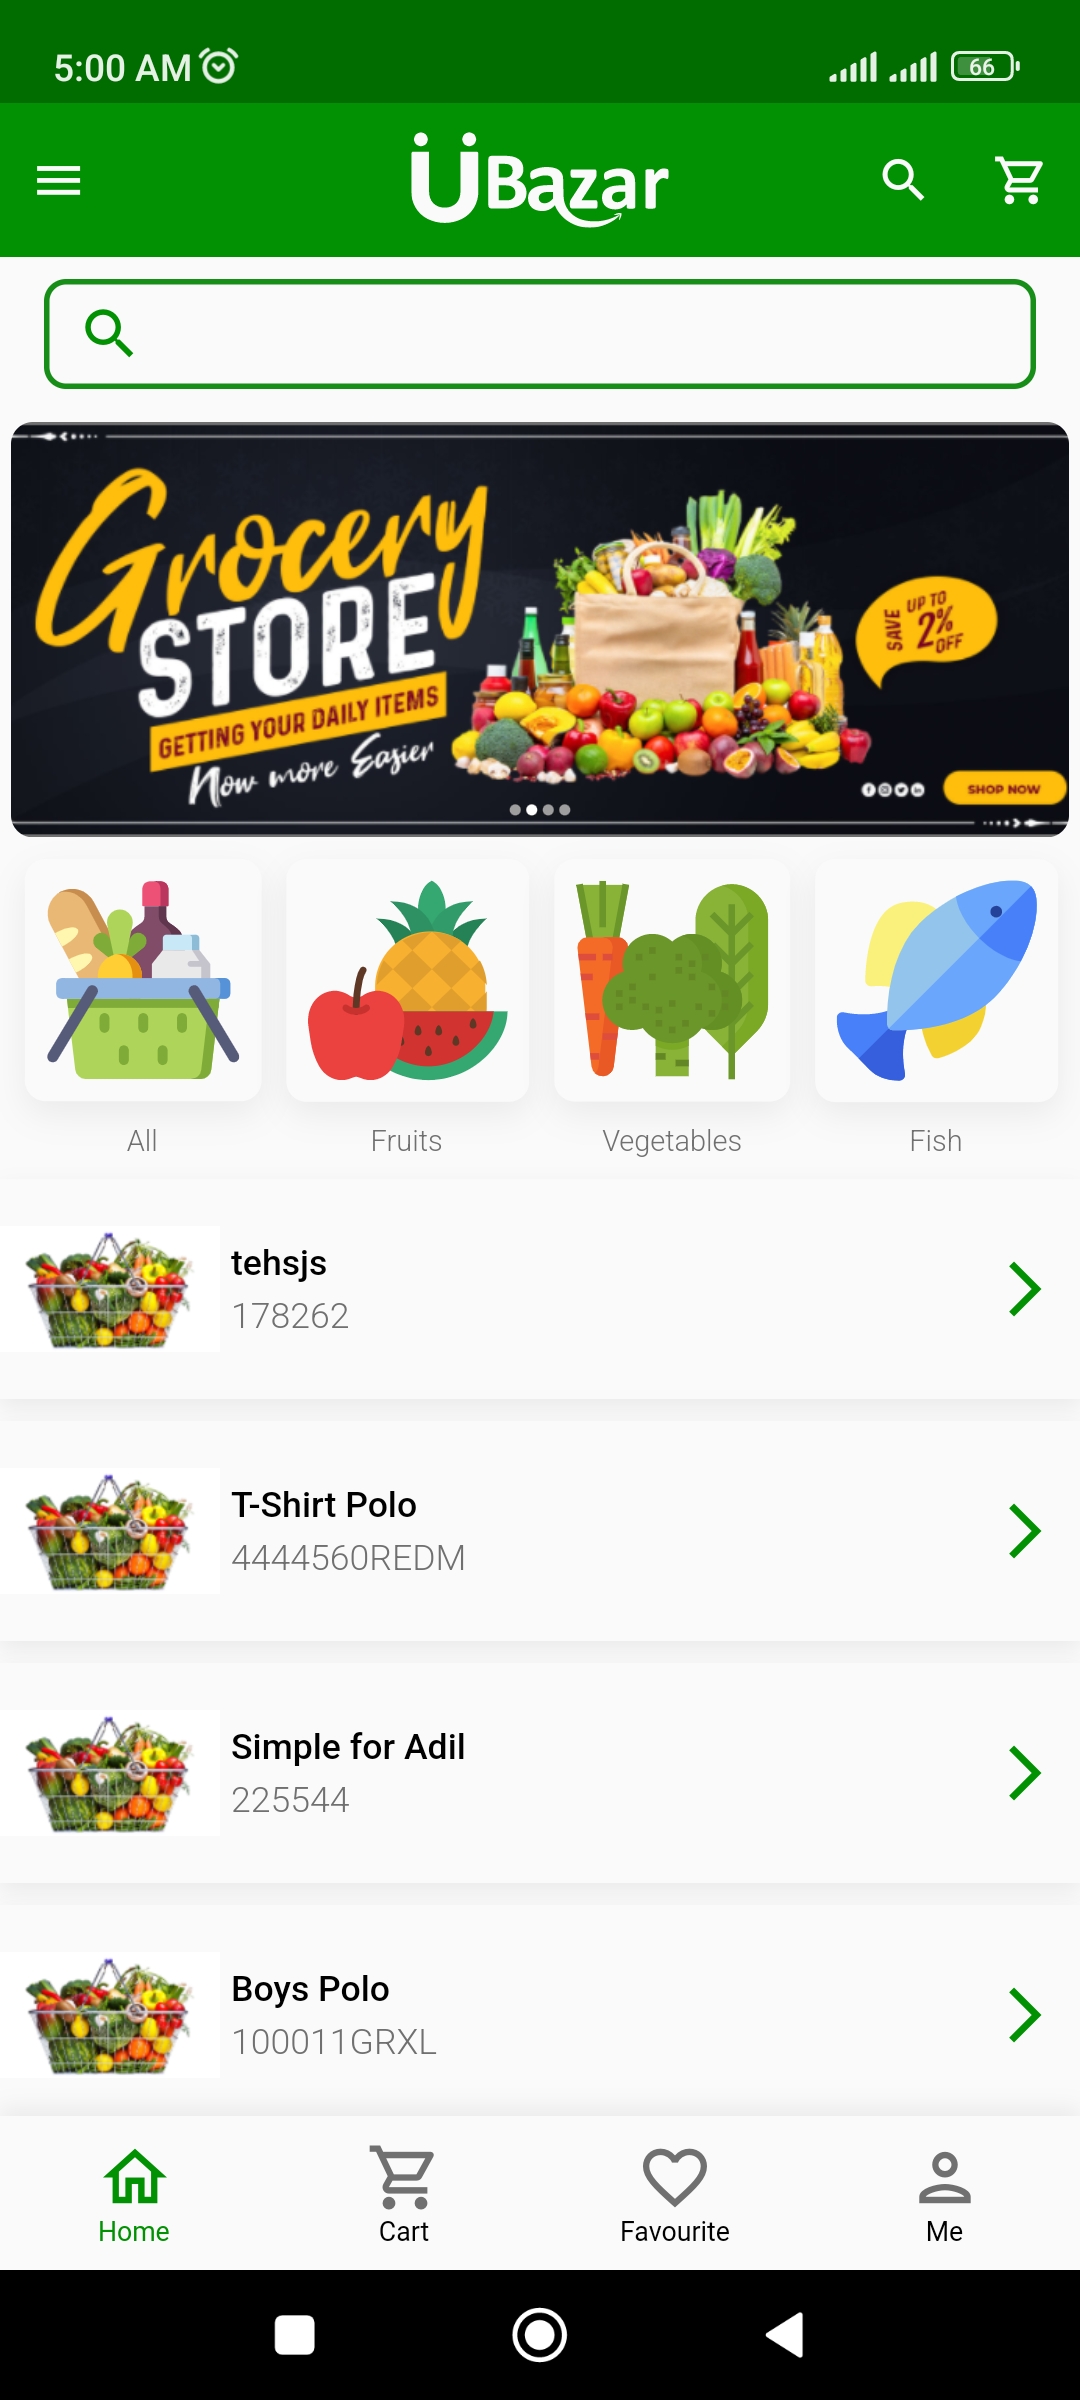 5:00 AM
66
UBazar
Grocery
STORE
GETTING YOUR DAILY ITEMS
Now more Easier
SAVE UP TO
2%
OFF
SHOP NOW
All
Fruits
Vegetables
Fish
tehsjs
178262
T-Shirt Polo
4444560REDM
Simple for Adil
225544
Boys Polo
100011GRXL
Home
Cart
Favourite
Me